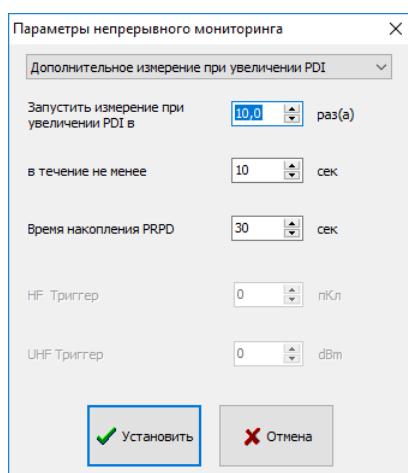 Параметры непрерывного мониторинга
Дополнительное измерение при увеличении PDI
Запустить измерение при увеличении PDI в 10,0 раз(а)
в течение не менее 10 сек
Время накопления PRPD 30 сек
HF Триггер 0 пКл
UHF Триггер 0 dBm
Установить Отмена